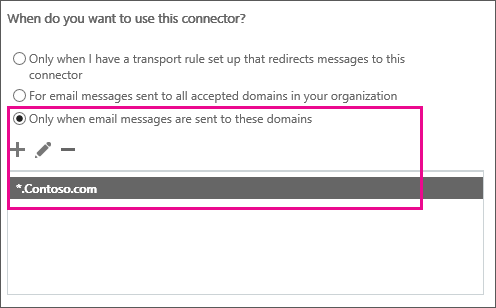 When do you want to use this connector?
Only when I have a transport rule set up that redirects messages to this
connector
For email messages sent to all accepted domains in your organization
Only when email messages are sent to these domains
*.Contoso.com